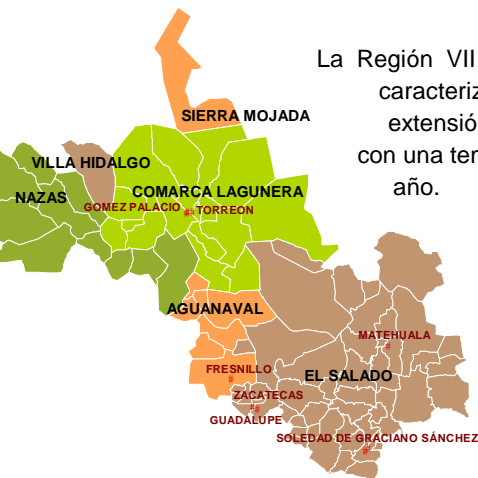 La Región VII
caracteriz
extensió
con una ten
año.
SIERRA MOJADA
VILLA HIDALGO
NAZAS
COMARCA LAGUNERA
GOMEZ PALACIO
TORREON
AGUANAVAL
MATEHUALA
FRESNILLO
EL SALADO
ZACATECAS
GUADALUPE
SOLEDAD DE GRACIANO SÁNCHEZ